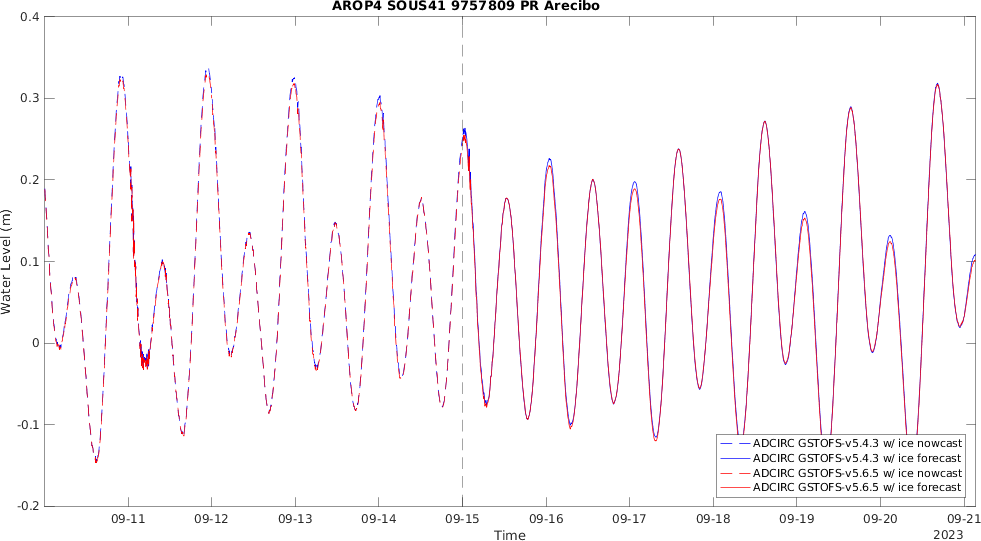 AROP4 SOUS41 9757809 PR Arecibo
0.4
0.3
0.2
0.1
0
-0.1
-0.2
Water Level (m)
ADCIRC GSTOFS-v5.4.3 w/ ice nowcast
ADCIRC GSTOFS-v5.4.3 w/ ice forecast
ADCIRC GSTOFS-v5.6.5 w/ ice nowcast
ADCIRC GSTOFS-v5.6.5 w/ ice forecast
09-11 09-12 09-13 09-14 09-15 09-16 09-17 09-18 09-19 09-20 09-21
Time
2023